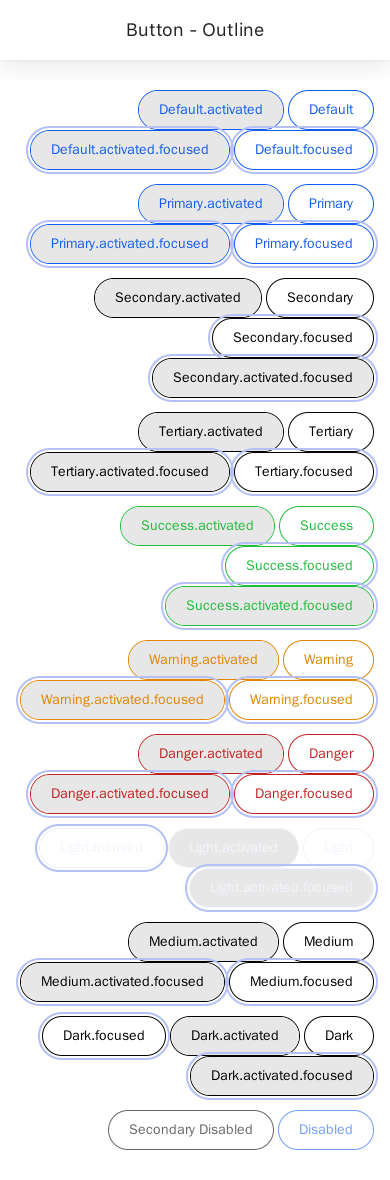 Button - Outline
Default.activated Default
Default.activated.focused Default.focused
Primary.activated Primary
Primary.activated.focused Primary.focused
Secondary.activated Secondary
Secondary.focused
Secondary.activated.focused
Tertiary.activated Tertiary
Tertiary.activated.focused Tertiary.focused
Success.activated Success
Success.focused
Success.activated.focused
Warning.activated Warning
Warning.activated.focused Warning.focused
Danger.activated Danger
Danger.activated.focused Danger.focused
Light.focused Light.activated Light
Light.activated.focused
Medium.activated Medium
Medium.activated.focused Medium.focused
Dark.focused Dark.activated Dark
Dark.activated.focused
Secondary Disabled Disabled